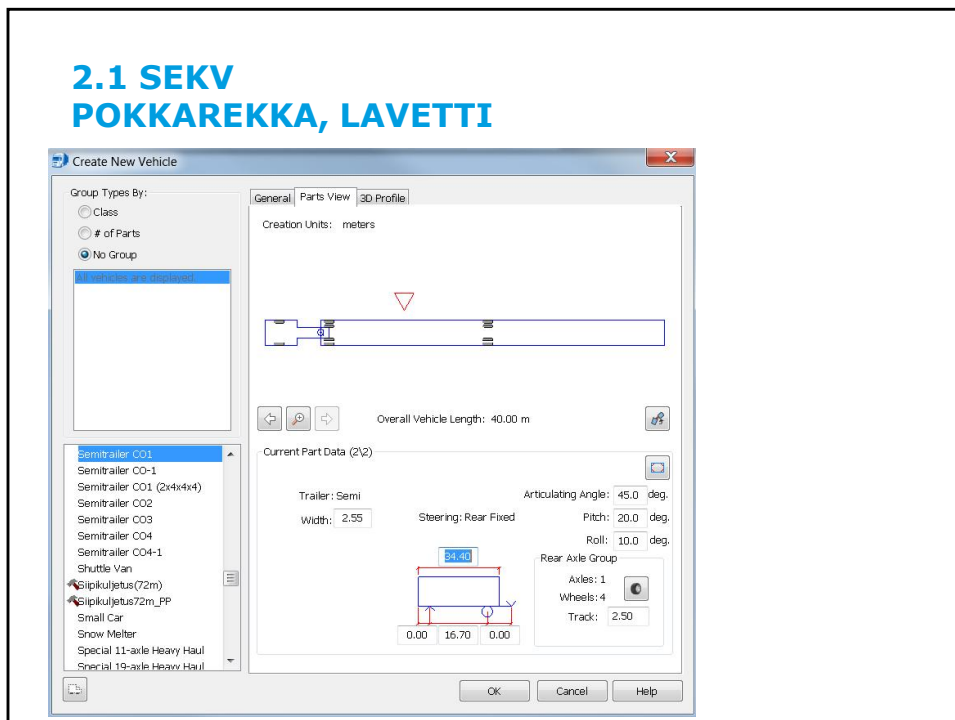 2.1 SEKV
POKKAREKKA, LAVETTI
Create New Vehicle
Group Types By:
Class
# of Parts
No Group
All vehicles are displayed.
General Parts View 3D Profile
Creation Units: meters
Overall Vehicle Length: 40.00 m
Semitrailer CO1
Semitrailer CO-1
Semitrailer CO1 (2x4x4x4)
Semitrailer CO2
Semitrailer CO3
Semitrailer CO4
Semitrailer CO4-1
Shuttle Van
Siipikuljetus(72m)
Siipikuljetus72m_PP
Small Car
Snow Melter
Special 11-axle Heavy Haul
Special 19-axle Heavy Haul
Current Part Data (2\2)
Trailer: Semi
Width: 2.55
Steering: Rear Fixed
Articulating Angle: 45.0 deg.
Pitch: 20.0 deg.
Roll: 10.0 deg.
34.40
0.00 16.70 0.00
Rear Axle Group
Axles: 1
Wheels: 4
Track: 2.50
OK Cancel Help